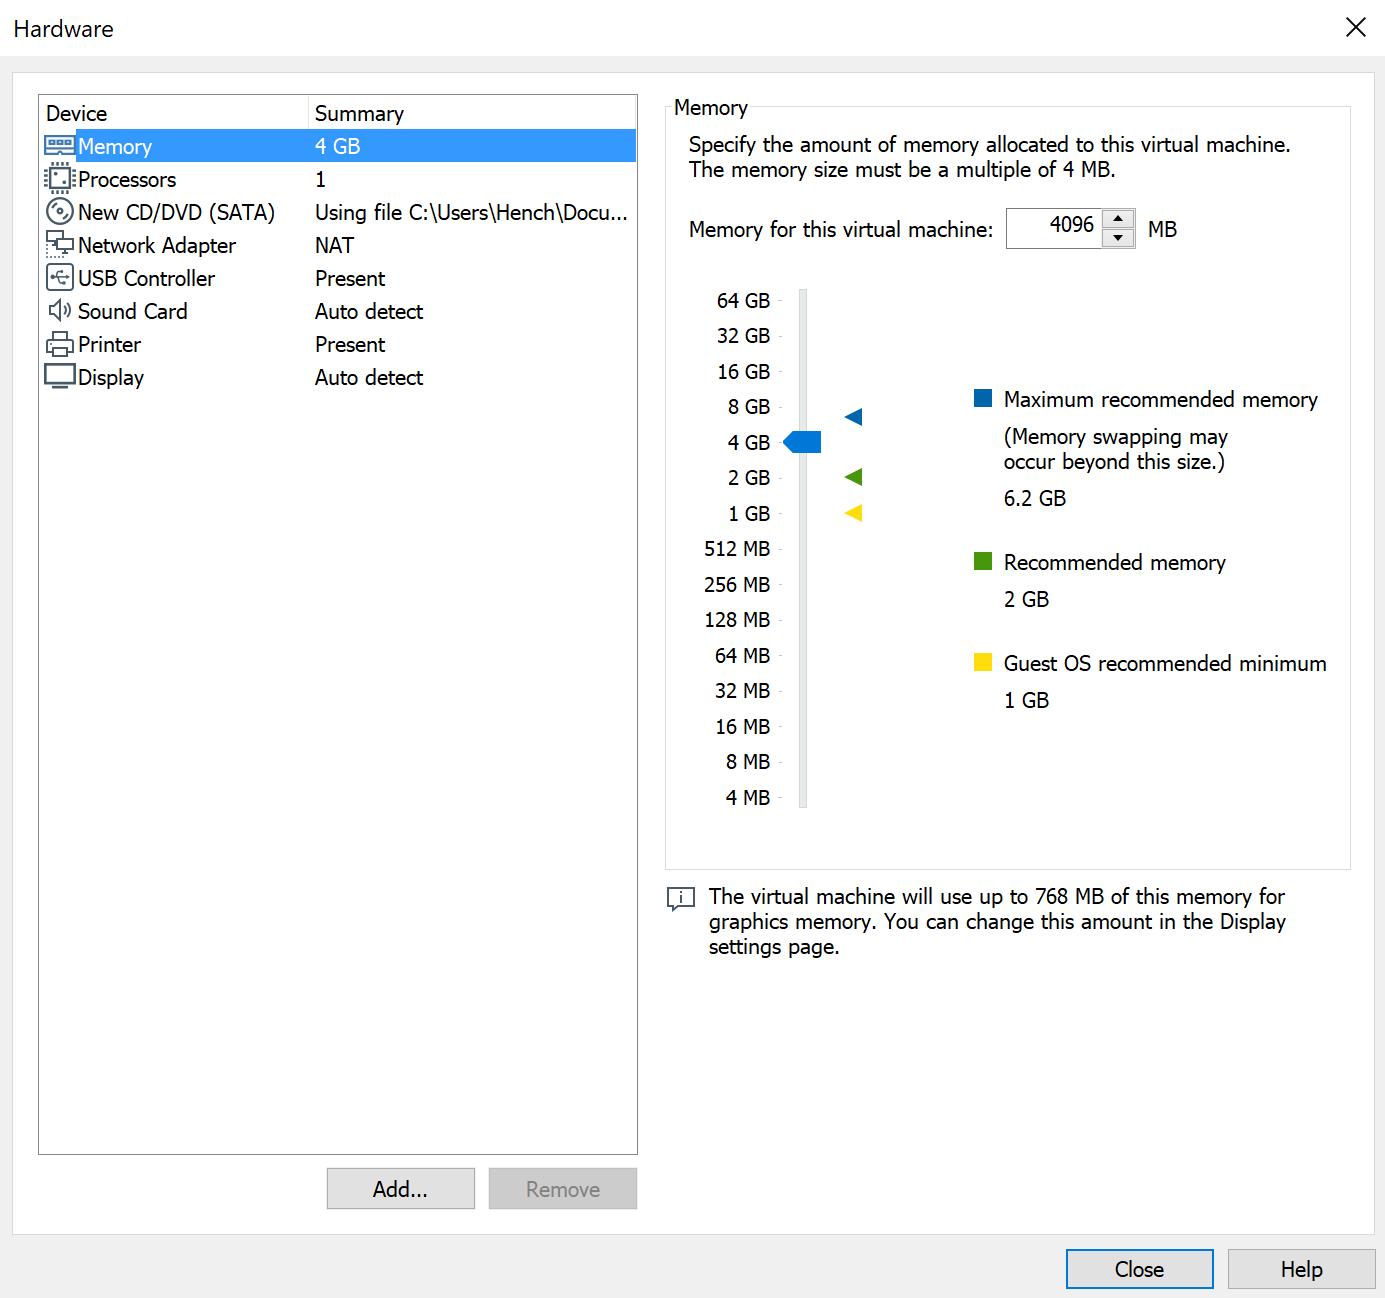 Hardware
Device Summary
Memory 4 GB
Processors 1
New CD/DVD (SATA) Using file C:\Users\Hench\Docu...
Network Adapter NAT
USB Controller Present
Sound Card Auto detect
Printer Present
Display Auto detect
Add...
Remove
Memory
Specify the amount of memory allocated to this virtual machine.
The memory size must be a multiple of 4 MB.
Memory for this virtual machine: 4096 MB
64 GB
32 GB
16 GB
8 GB
4 GB
2 GB
1 GB
512 MB
256 MB
128 MB
64 MB
32 MB
16 MB
8 MB
4 MB
Maximum recommended memory
(Memory swapping may
occur beyond this size.)
6.2 GB
Recommended memory
2 GB
Guest OS recommended minimum
1 GB
The virtual machine will use up to 768 MB of this memory for
graphics memory. You can change this amount in the Display
settings page.
Close
Help